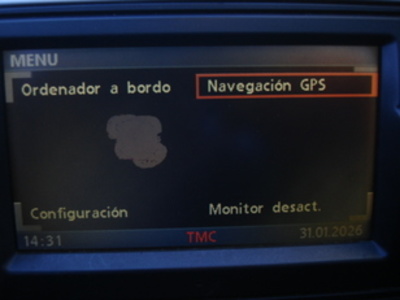 MENU
Ordenador a bordo
Navegación GPS
Configuración
Monitor desact.
14:31
TMC
31.01.2026